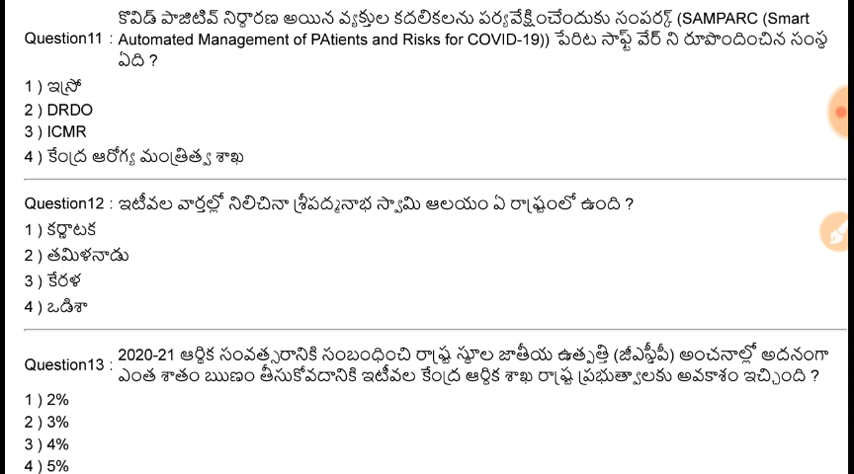 కొవిడ్ పాజిటివ్ నిర్ధారణ అయిన వ్యక్తుల కదలికలను పర్యవేక్షించేందుకు సంపర్క్ (SAMPARC (Smart
Question11 : Automated Management of PAtients and Risks for COVID-19)) పేరిట సాఫ్ట్ వేర్ ని రూపొందించిన సంస్థ
ఏది ?
1 ) ఇస్రో
2 ) DRDO
3 ) ICMR
4 ) కేంద్ర ఆరోగ్య మంత్రిత్వ శాఖ
Question12 : ఇటీవల వార్తల్లో నిలిచినా శ్రీపద్మనాభ స్వామి ఆలయం ఏ రాష్ట్రంలో ఉంది ?
1 ) కర్ణాటక
2 ) తమిళనాడు
3 ) కేరళ
4 ) ఒడిశా
2020-21 ఆర్థిక సంవత్సరానికి సంబంధించి రాష్ట్ర స్థూల జాతీయ ఉత్పత్తి (జీఎస్డీపీ) అంచనాల్లో అదనంగా
Question13 : ఎంత శాతం ఋణం తీసుకోవదానికి ఇటీవల కేంద్ర ఆర్థిక శాఖ రాష్ట్ర ప్రభుత్వాలకు అవకాశం ఇచ్చింది ?
1 ) 2%
2 ) 3%
3 ) 4%
4 ) 5%